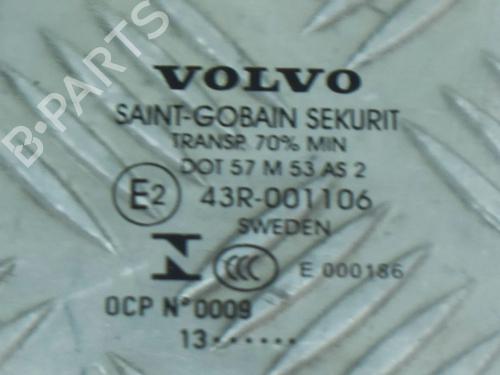 VOLVO
SAINT-GOBAIN SEKURIT
TRANSP. 70% MIN
DOT 57 M 53 AS 2
E2 43R-001106
SWEDEN
N CCC E 000186
OCP N°0009
13······
B·PARTS